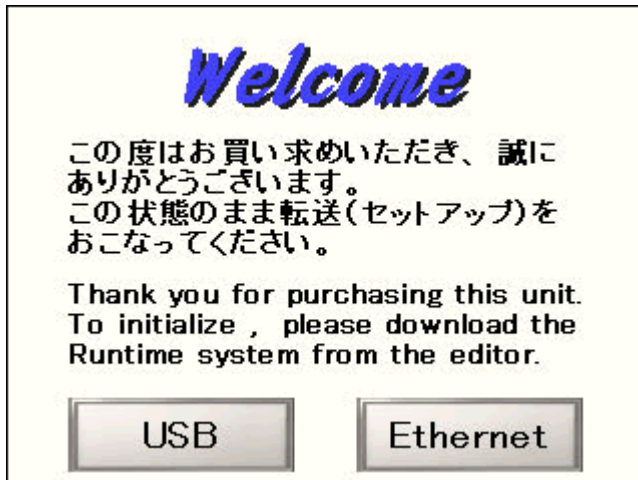 Welcome
この度はお買い求めいただき、誠に
ありがとうございます。
この状態のまま転送(セットアップ)を
おこなってください。
Thank you for purchasing this unit.
To initialize , please download the
Runtime system from the editor.
USB Ethernet